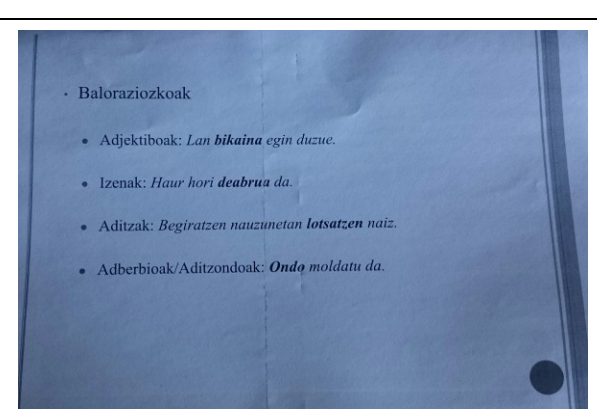 - Baloraziozkoak
• Adjektiboak: Lan bikaina egin duzue.
• Izenak: Haur hori deabrua da.
• Aditzak: Begiratzen nauzunetan lotsatzen naiz.
• Adberbioak/Aditzondoak: Ondo moldatu da.